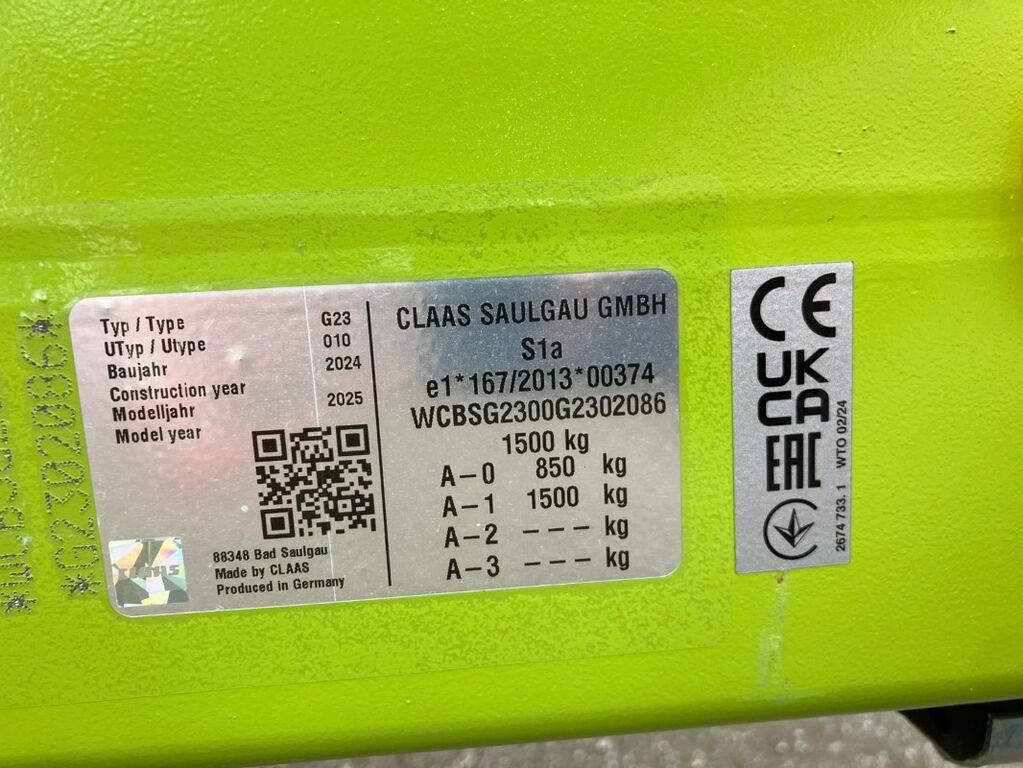 Typ / Type G23
UTyp / Utype 010
Baujahr 2024
Construction year
Modelljahr 2025
Model year
88348 Bad Saulgau
Made by CLAAS
Produced in Germany
CLAAS
CLAAS SAULGAU GMBH
S1a
e1*167/2013*00374
WCBSG2300G2302086
1500 kg
A-0 850 kg
A-1 1500 kg
A-2 --- kg
A-3 --- kg
CE
UK
CA
EAC
2674 733. 1 WTO 02/24
*G2302086*